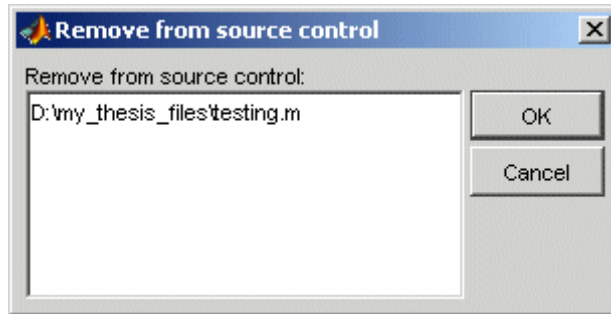 Remove from source control
Remove from source control:
D:\my_thesis_files\testing.m
OK
Cancel